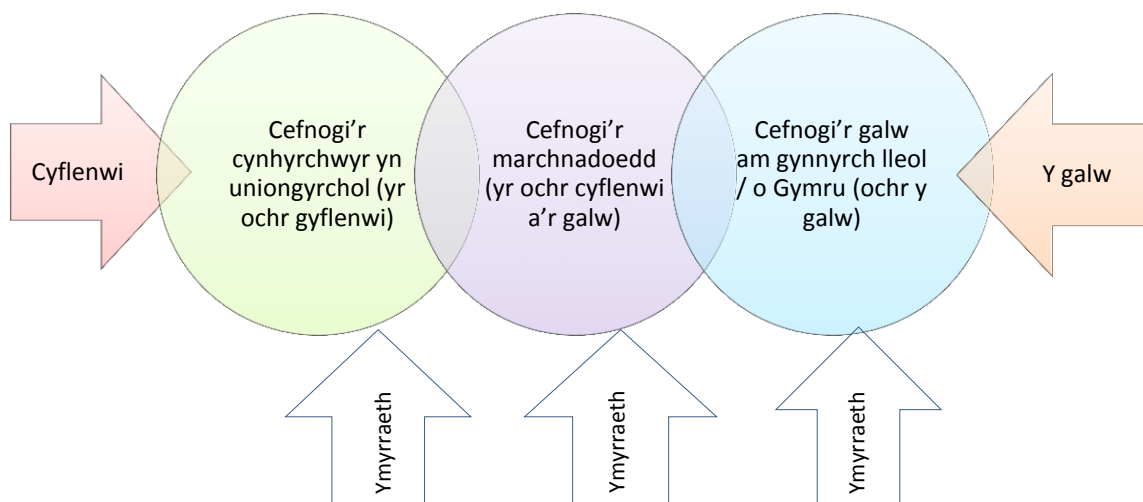 Cyflenwi
Cefnogi’r
cynhyrchwyr yn
uniongyrchol (yr
ochr gyflenwi)
Cefnogi’r
marchnadoedd
(yr ochr cyflenwi
a’r galw)
Cefnogi’r galw
am gynnyrch lleol
/ o Gymru (ochr y
galw)
Y galw
Ymyrraeth
Ymyrraeth
Ymyrraeth